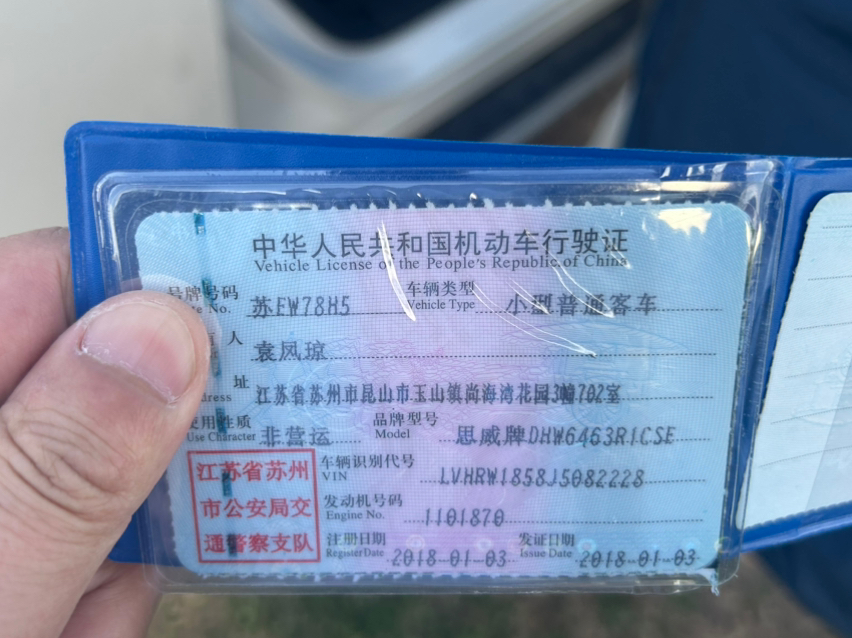 中华人民共和国机动车行驶证
Vehicle License of the People's Republic of China
号牌号码 苏EW78H5 车辆类型 小型普通客车
e No. Vehicle Type
人 袁凤琼
址 江苏省苏州市昆山市玉山镇尚海湾花园3幢702室
ddress
使用性质 非营运 品牌型号 思威牌DHW6463R1CSE
Use Character Model
江苏省苏州
市公安局交
通警察支队
车辆识别代号 LVHRW1858J5082228
VIN
发动机号码 1101870
Engine No.
注册日期 2018-01-03 发证日期 2018-01-03
Register Date Issue Date